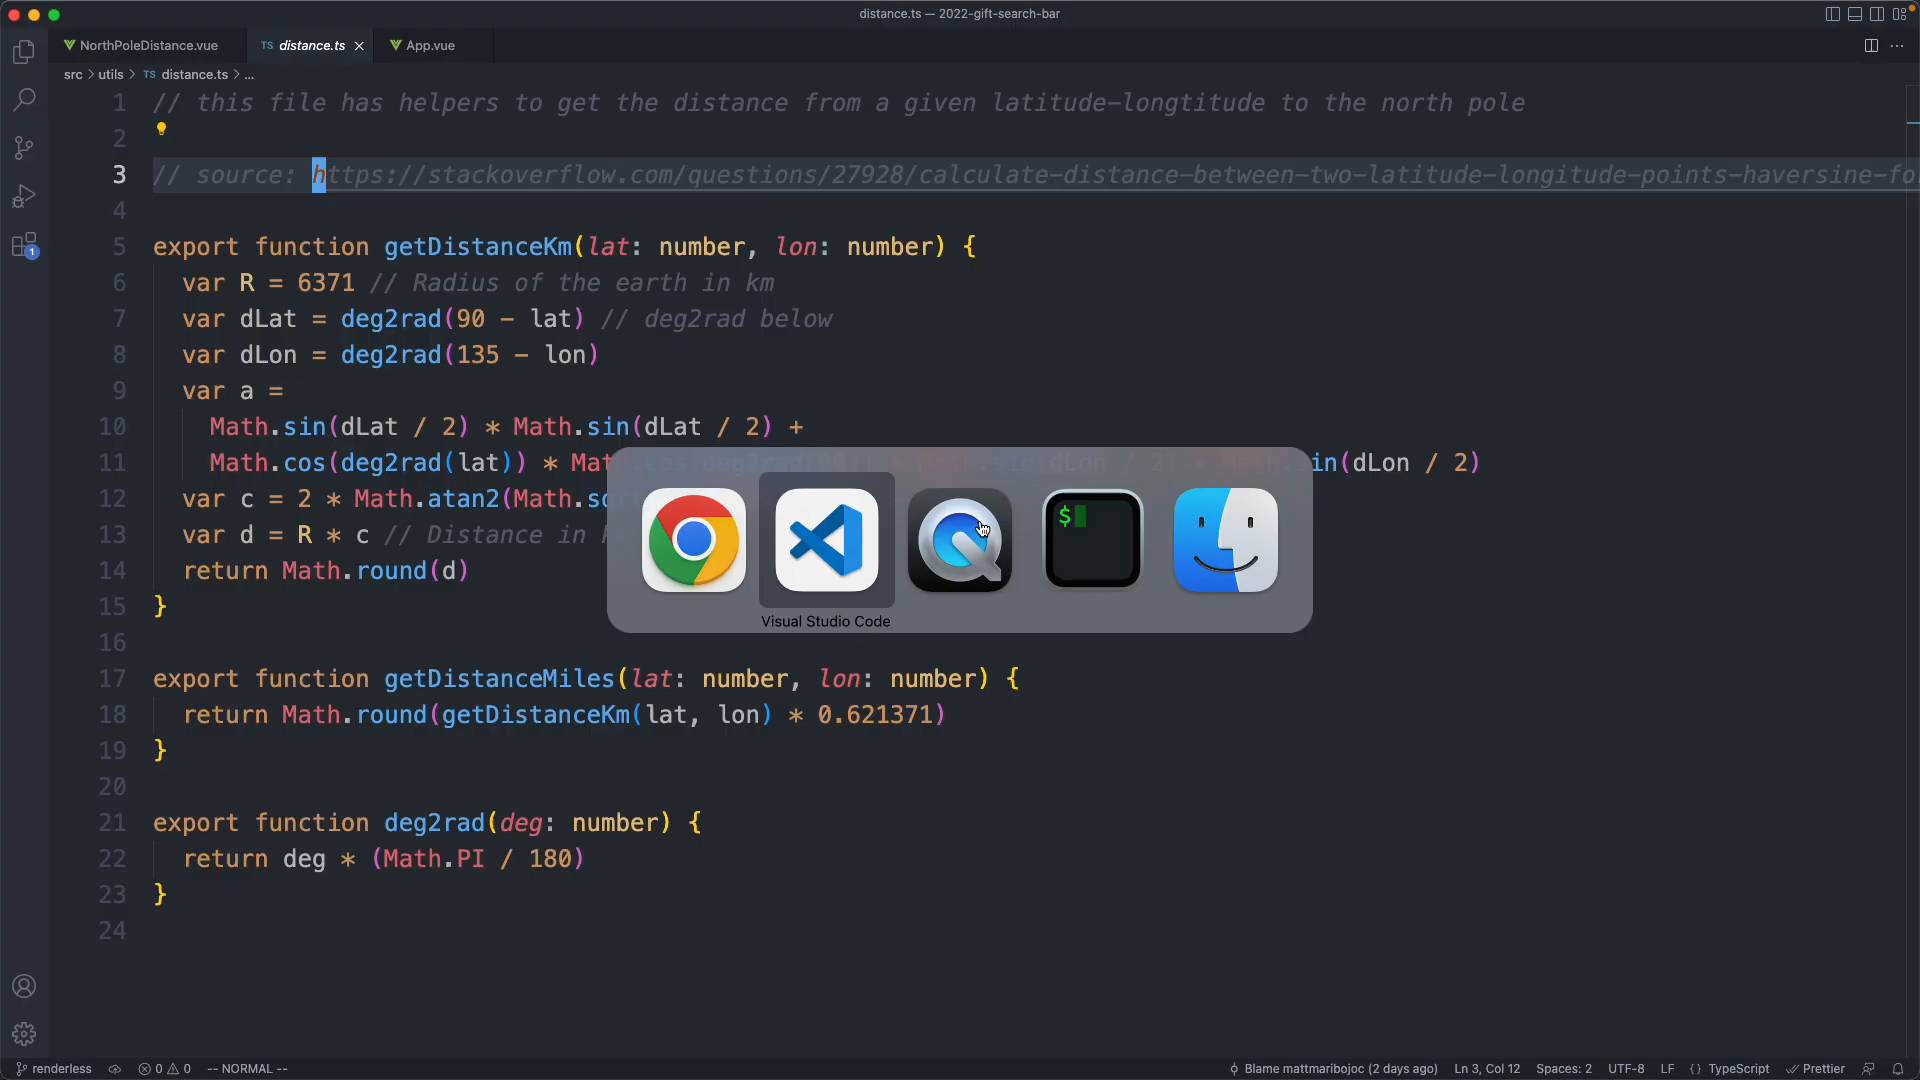 distance.ts — 2022-gift-search-bar
NorthPoleDistance.vue
TS distance.ts
App.vue
src > utils > TS distance.ts > ...
1 // this file has helpers to get the distance from a given latitude-longtitude to the north pole
2
3 // source: https://stackoverflow.com/questions/27928/calculate-distance-between-two-latitude-longitude-points-haversine-fo
4
5 export function getDistanceKm(lat: number, lon: number) {
6 var R = 6371 // Radius of the earth in km
7 var dLat = deg2rad(90 - lat) // deg2rad below
8 var dLon = deg2rad(135 - lon)
9 var a =
10 Math.sin(dLat / 2) * Math.sin(dLat / 2) +
11 Math.cos(deg2rad(lat)) * Mat in(dLon / 2)
12 var c = 2 * Math.atan2(Math.sq
13 var d = R * c // Distance in
14 return Math.round(d)
15 }
16
17 export function getDistanceMiles(lat: number, lon: number) {
18 return Math.round(getDistanceKm(lat, lon) * 0.621371)
19 }
20
21 export function deg2rad(deg: number) {
22 return deg * (Math.PI / 180)
23 }
24
$
Visual Studio Code
1
renderless 0 0 -- NORMAL -- Blame mattmaribojoc (2 days ago) Ln 3, Col 12 Spaces: 2 UTF-8 LF {} TypeScript Prettier